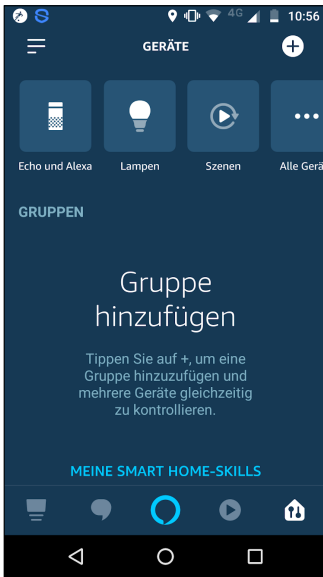 4G 10:56
GERÄTE
Echo und Alexa Lampen Szenen Alle Gerä
GRUPPEN
Gruppe
hinzufügen
Tippen Sie auf +, um eine
Gruppe hinzuzufügen und
mehrere Geräte gleichzeitig
zu kontrollieren.
MEINE SMART HOME-SKILLS